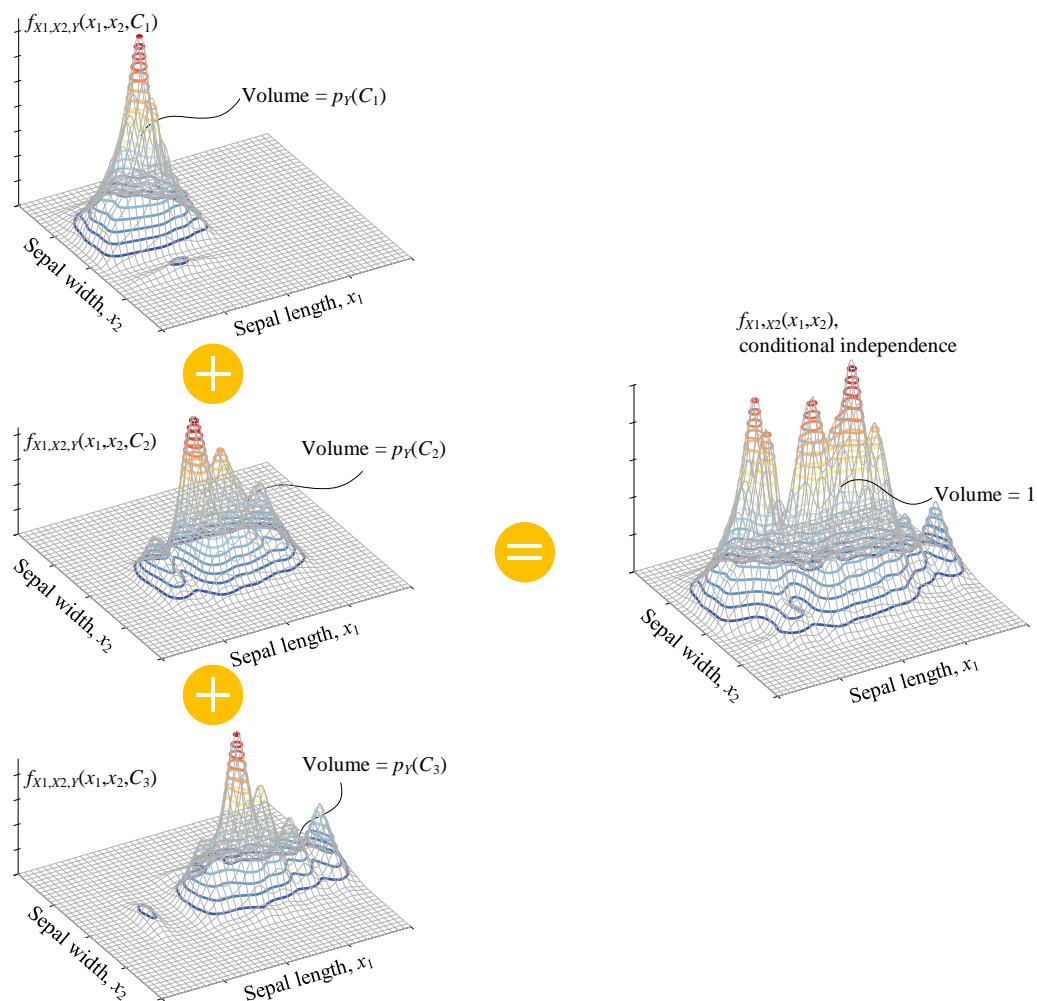 fX1,X2,Y(x1,x2,C1)
Volume = pY(C1)
Sepal width, x2
Sepal length, x1
fX1,X2,Y(x1,x2,C2)
Volume = pY(C2)
Sepal width, x2
Sepal length, x1
fX1,X2,Y(x1,x2,C3)
Volume = pY(C3)
Sepal width, x2
Sepal length, x1
fX1,X2(x1,x2),
conditional independence
Volume = 1
Sepal width, x2
Sepal length, x1